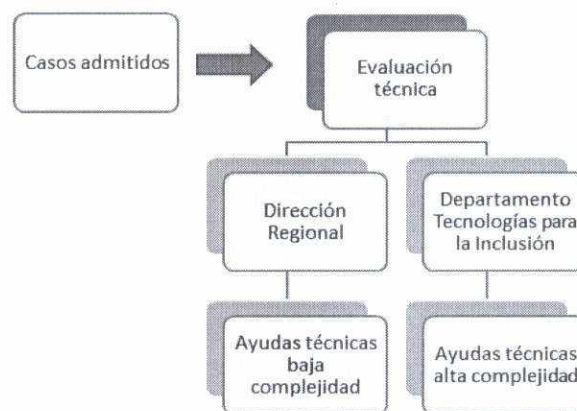 Casos admitidos
Evaluación
técnica
Dirección
Regional
Departamento
Tecnologías para
la Inclusión
Ayudas técnicas
baja
complejidad
Ayudas técnicas
alta complejidad